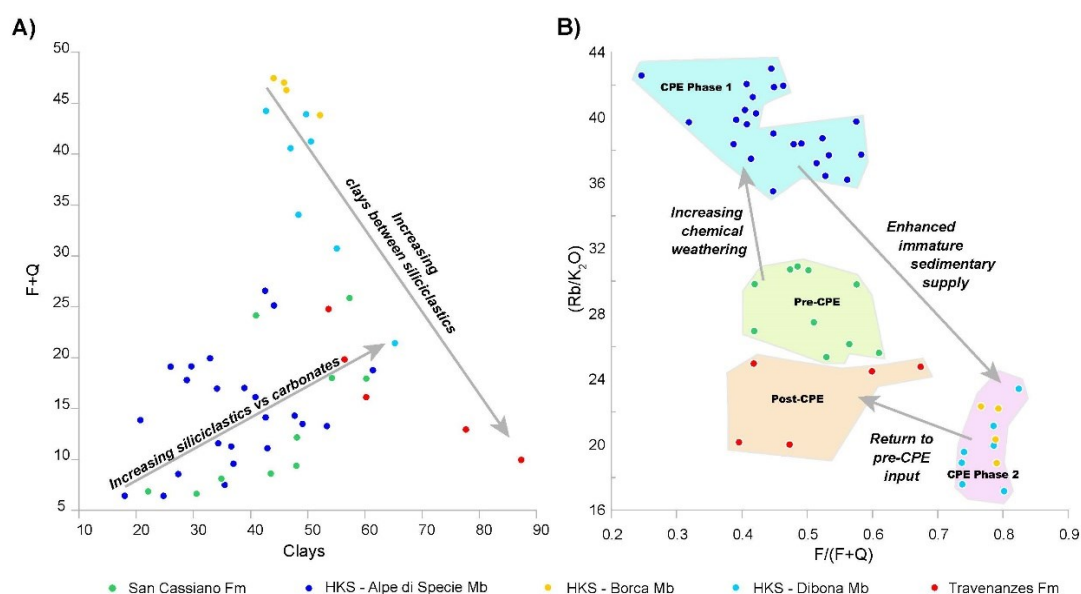 A)
F+Q
50
45
40
35
30
25
20
15
10
5
10
20
30
40
50
60
70
80
90
Clays
Increasing
clays between siliciclastics
Increasing siliciclastics vs carbonates
B)
(Rb/K2O)
44
40
36
32
28
24
20
16
0.2
0.3
0.4
0.5
0.6
0.7
0.8
0.9
F/(F+Q)
CPE Phase 1
Increasing
chemical
weathering
Enhanced
immature
sedimentary
supply
Pre-CPE
Post-CPE
Return to
pre-CPE
input
CPE Phase 2
San Cassiano Fm
HKS - Alpe di Specie Mb
HKS - Borca Mb
HKS - Dibona Mb
Travenanzes Fm